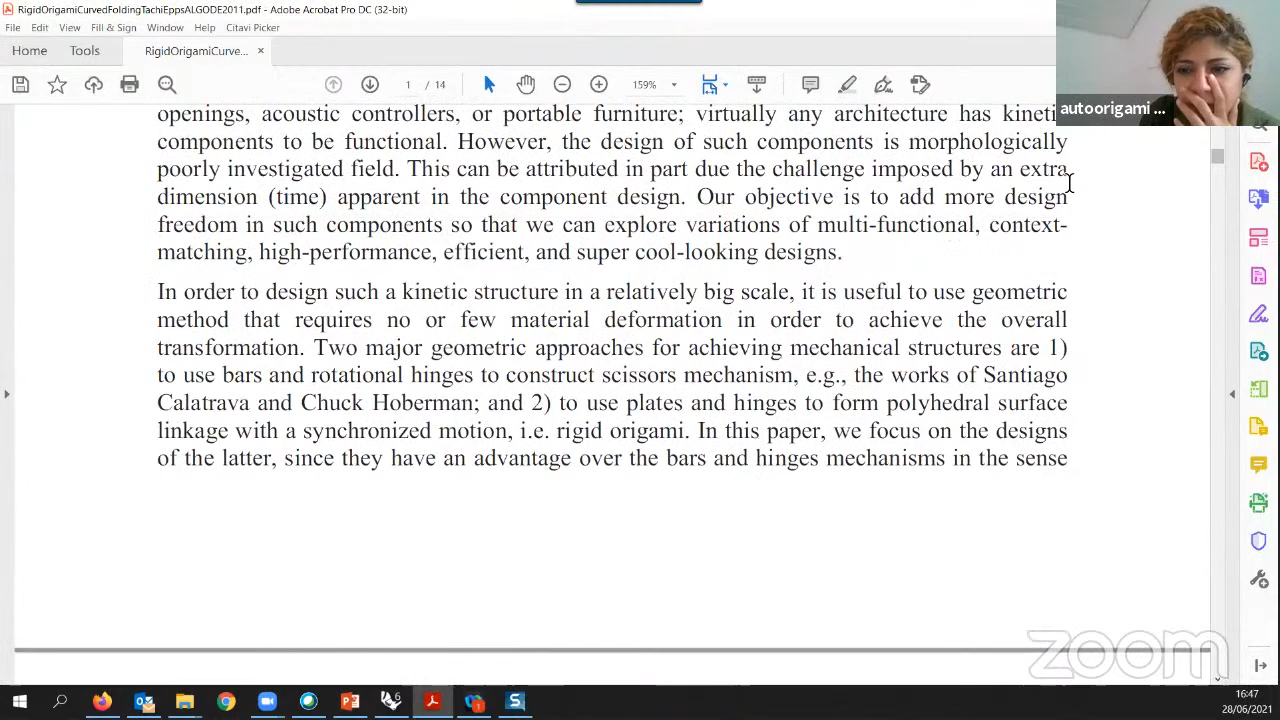 RigidOrigamiCurvedFoldingTachiEppsALGODE2011.pdf - Adobe Acrobat Pro DC (32-bit)
File Edit View Fill & Sign Window Help Citavi Picker
Home Tools RigidOrigamiCurve... ×
1 / 14 159%
autoorigami ...
openings, acoustic controllers, or portable furniture; virtually any architecture has kineti
components to be functional. However, the design of such components is morphologically
poorly investigated field. This can be attributed in part due the challenge imposed by an extra
dimension (time) apparent in the component design. Our objective is to add more design
freedom in such components so that we can explore variations of multi-functional, context-
matching, high-performance, efficient, and super cool-looking designs.
In order to design such a kinetic structure in a relatively big scale, it is useful to use geometric
method that requires no or few material deformation in order to achieve the overall
transformation. Two major geometric approaches for achieving mechanical structures are 1)
to use bars and rotational hinges to construct scissors mechanism, e.g., the works of Santiago
Calatrava and Chuck Hoberman; and 2) to use plates and hinges to form polyhedral surface
linkage with a synchronized motion, i.e. rigid origami. In this paper, we focus on the designs
of the latter, since they have an advantage over the bars and hinges mechanisms in the sense
zoom
16:47
28/06/2021